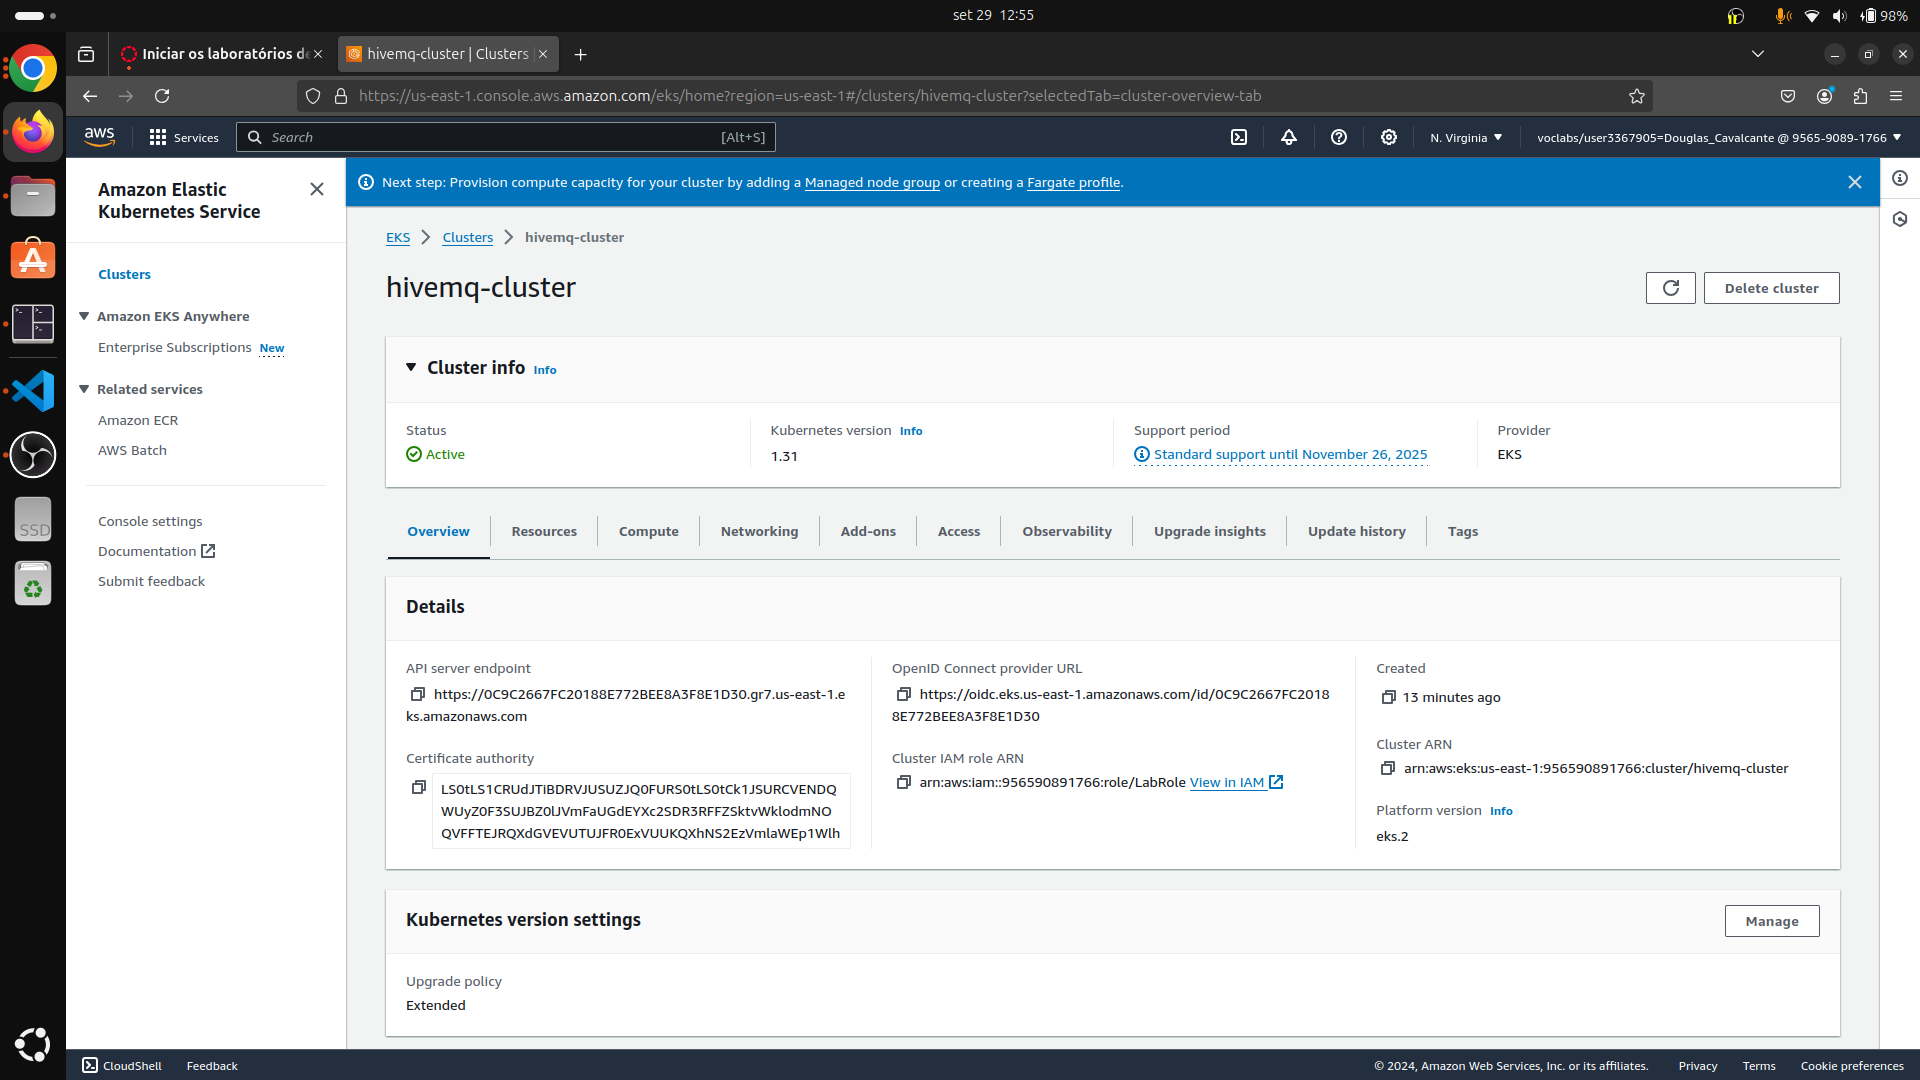 set 29 12:55
98%
Iniciar os laboratórios de
hivemq-cluster | Clusters
https://us-east-1.console.aws.amazon.com/eks/home?region=us-east-1#/clusters/hivemq-cluster?selectedTab=cluster-overview-tab
aws
Services
Search
[Alt+S]
N. Virginia
voclabs/user3367905=Douglas_Cavalcante @ 9565-9089-1766
Amazon Elastic
Kubernetes Service
Clusters
Amazon EKS Anywhere
Enterprise Subscriptions New
Related services
Amazon ECR
AWS Batch
Console settings
Documentation
Submit feedback
SSD
Next step: Provision compute capacity for your cluster by adding a Managed node group or creating a Fargate profile.
EKS
Clusters
hivemq-cluster
hivemq-cluster
Delete cluster
Cluster info Info
Status
Active
Kubernetes version Info
1.31
Support period
Standard support until November 26, 2025
Provider
EKS
Overview
Resources
Compute
Networking
Add-ons
Access
Observability
Upgrade insights
Update history
Tags
Details
API server endpoint
https://0C9C2667FC20188E772BEE8A3F8E1D30.gr7.us-east-1.e
ks.amazonaws.com
Certificate authority
LS0tLS1CRUdJTiBDRVJUSUZJQ0FURS0tLS0tCk1JSURCVENDQ
WUyZ0F3SUJBZ0lJVmFaUGdEYXc2SDR3RFFZSktvWklodmNO
QVFFTEJRQXdGVEVUTUJFR0ExVUUKQXhNS2EzVmlaWEp1Wlh
OpenID Connect provider URL
https://oidc.eks.us-east-1.amazonaws.com/id/0C9C2667FC2018
8E772BEE8A3F8E1D30
Cluster IAM role ARN
arn:aws:iam::956590891766:role/LabRole View in IAM
Created
13 minutes ago
Cluster ARN
arn:aws:eks:us-east-1:956590891766:cluster/hivemq-cluster
Platform version Info
eks.2
Kubernetes version settings
Manage
Upgrade policy
Extended
CloudShell
Feedback
© 2024, Amazon Web Services, Inc. or its affiliates.
Privacy
Terms
Cookie preferences